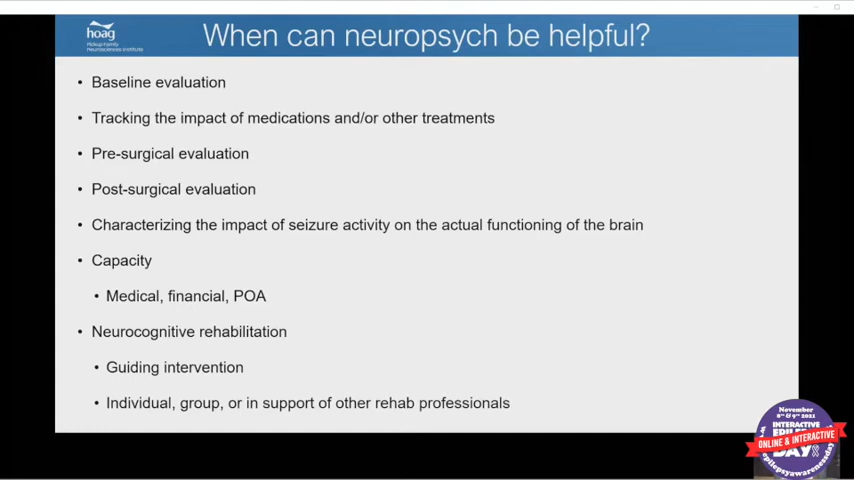 hoag
Pickup Family
Neurosciences Institute
When can neuropsych be helpful?
• Baseline evaluation
• Tracking the impact of medications and/or other treatments
• Pre-surgical evaluation
• Post-surgical evaluation
• Characterizing the impact of seizure activity on the actual functioning of the brain
• Capacity
• Medical, financial, POA
• Neurocognitive rehabilitation
• Guiding intervention
• Individual, group, or in support of other rehab professionals
November
INTERACTIVE
ONLINE & INTERACTIVE
DAY
epilepsyawarenessday